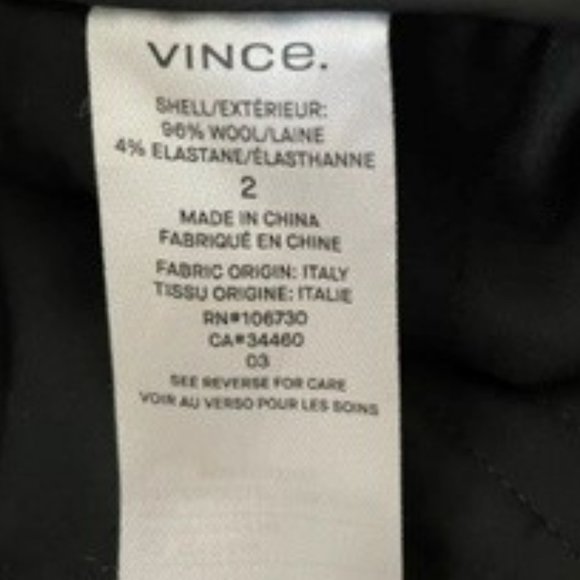 VINCE.
SHELL/EXTÉRIEUR:
96% WOOL/LAINE
4% ELASTANE/ÉLASTHANNE
2
MADE IN CHINA
FABRIQUÉ EN CHINE
FABRIC ORIGIN: ITALY
TISSU ORIGINE: ITALIE
RN#106730
CA#34460
03
SEE REVERSE FOR CARE
VOIR AU VERSO POUR LES SOINS